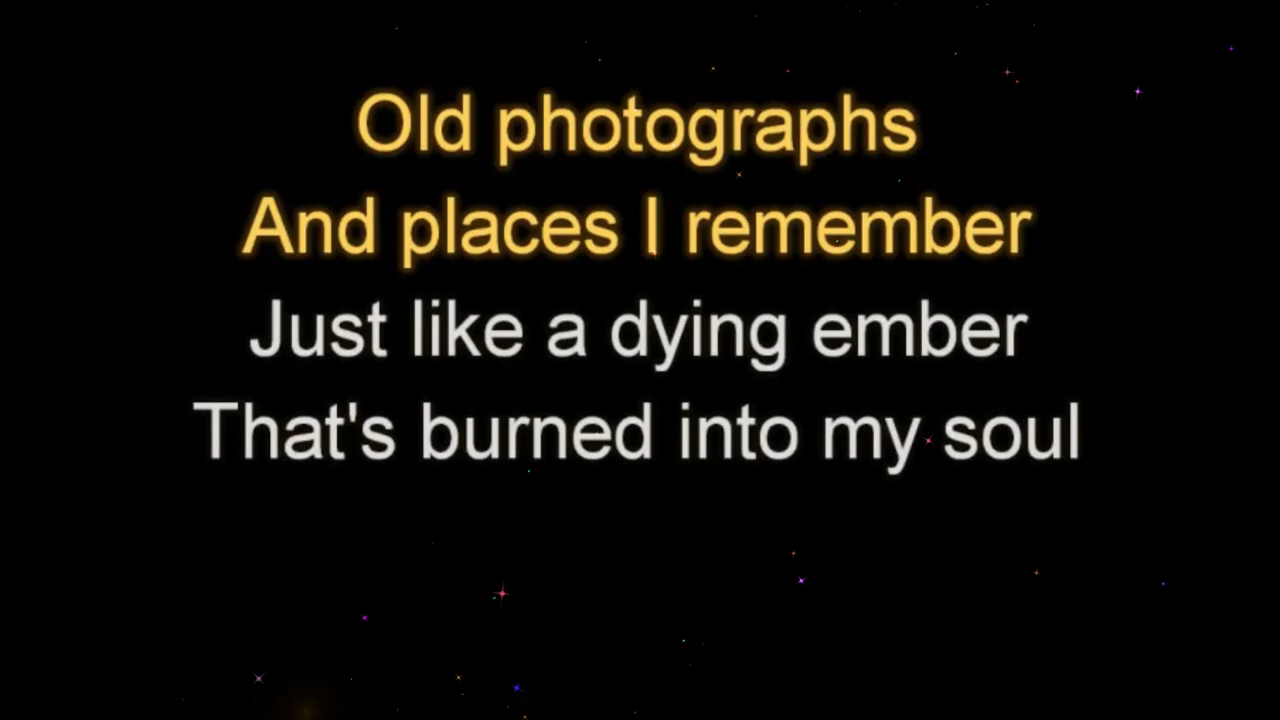 Old photographs
And places I remember
Just like a dying ember
That's burned into my soul